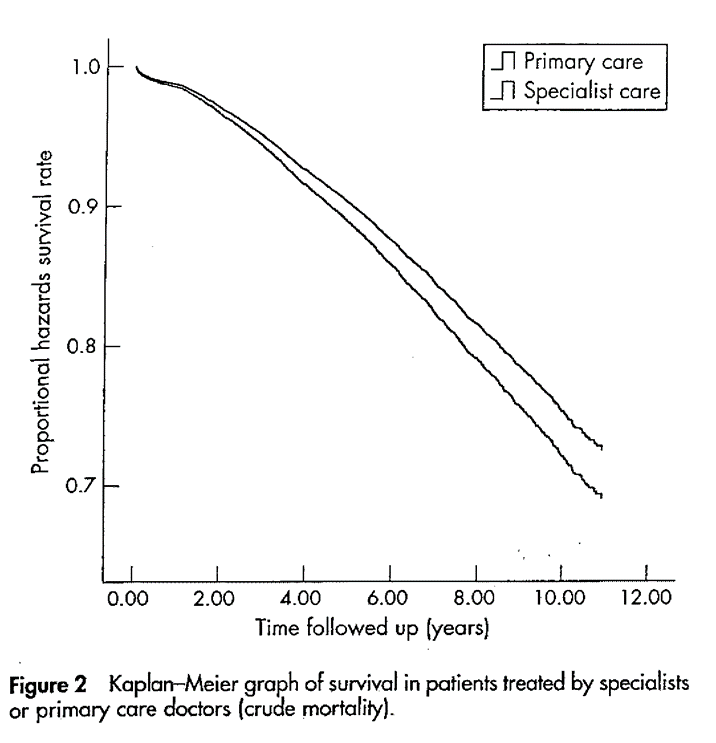 Primary care
Specialist care
Proportional hazards survival rate
1.0
0.9
0.8
0.7
0.00 2.00 4.00 6.00 8.00 10.00 12.00
Time followed up (years)
Figure 2 Kaplan–Meier graph of survival in patients treated by specialists
or primary care doctors (crude mortality).